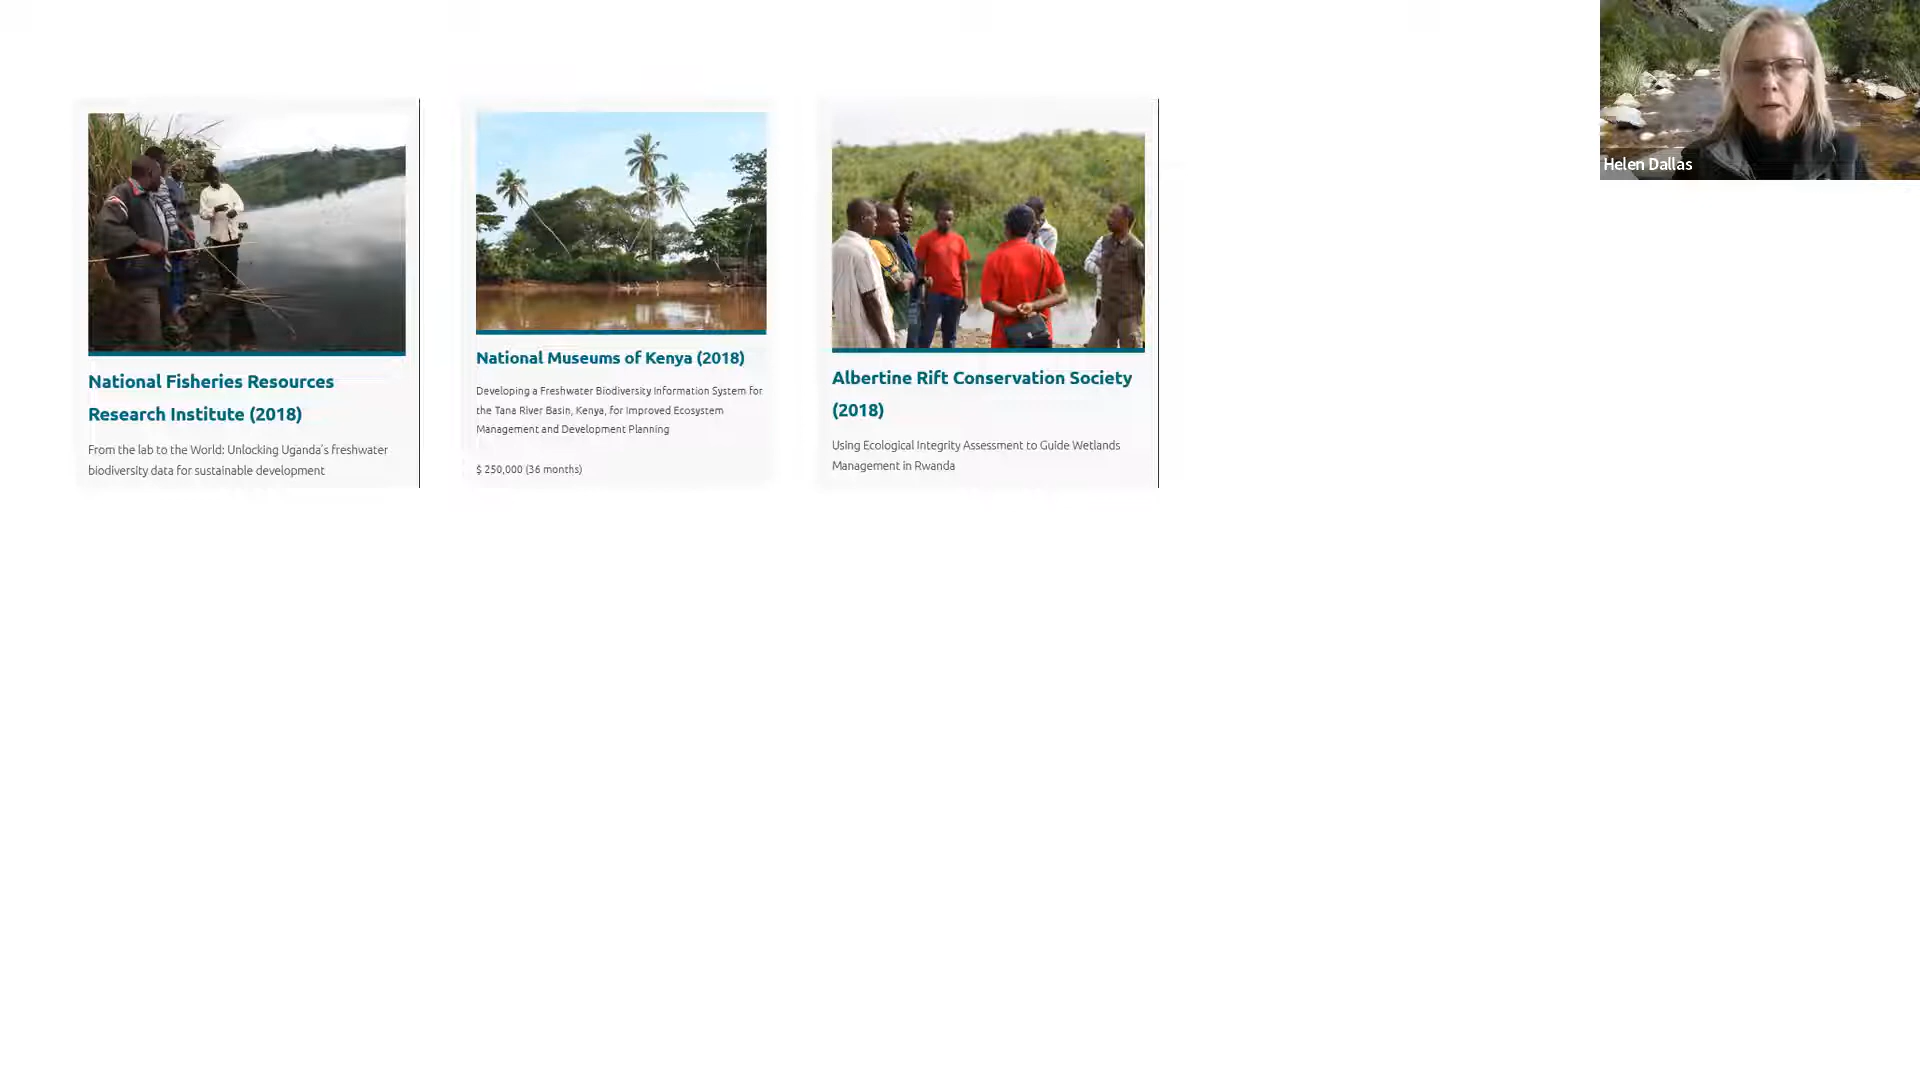 National Fisheries Resources
Research Institute (2018)
From the lab to the World: Unlocking Uganda's freshwater
biodiversity data for sustainable development
National Museums of Kenya (2018)
Developing a Freshwater Biodiversity Information System for
the Tana River Basin, Kenya, for Improved Ecosystem
Management and Development Planning
$ 250,000 (36 months)
Albertine Rift Conservation Society
(2018)
Using Ecological Integrity Assessment to Guide Wetlands
Management in Rwanda
Helen Dallas